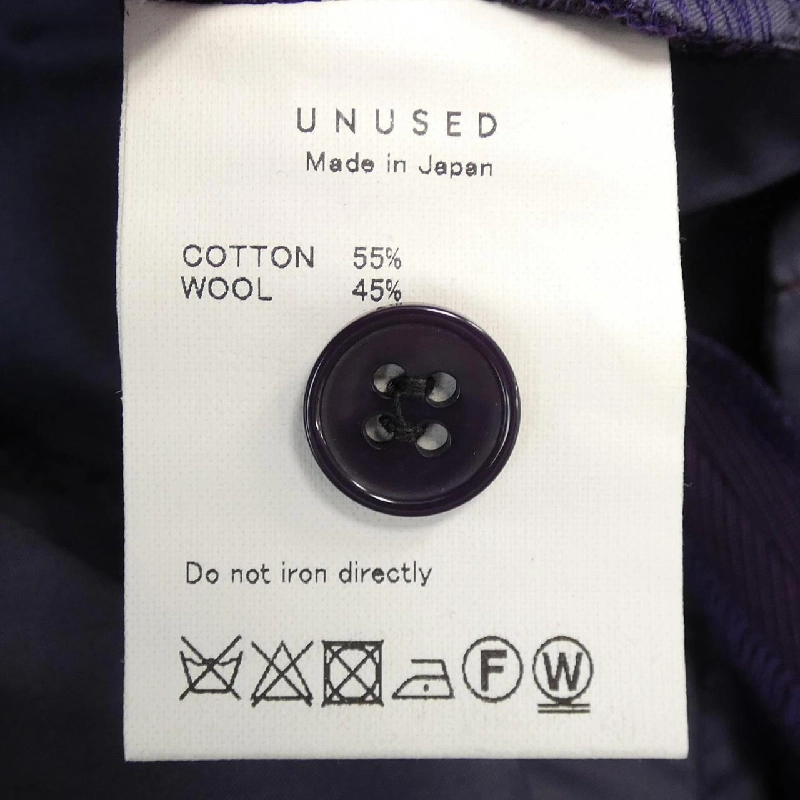 UNUSED
Made in Japan
COTTON 55%
WOOL 45%
Do not iron directly
F W